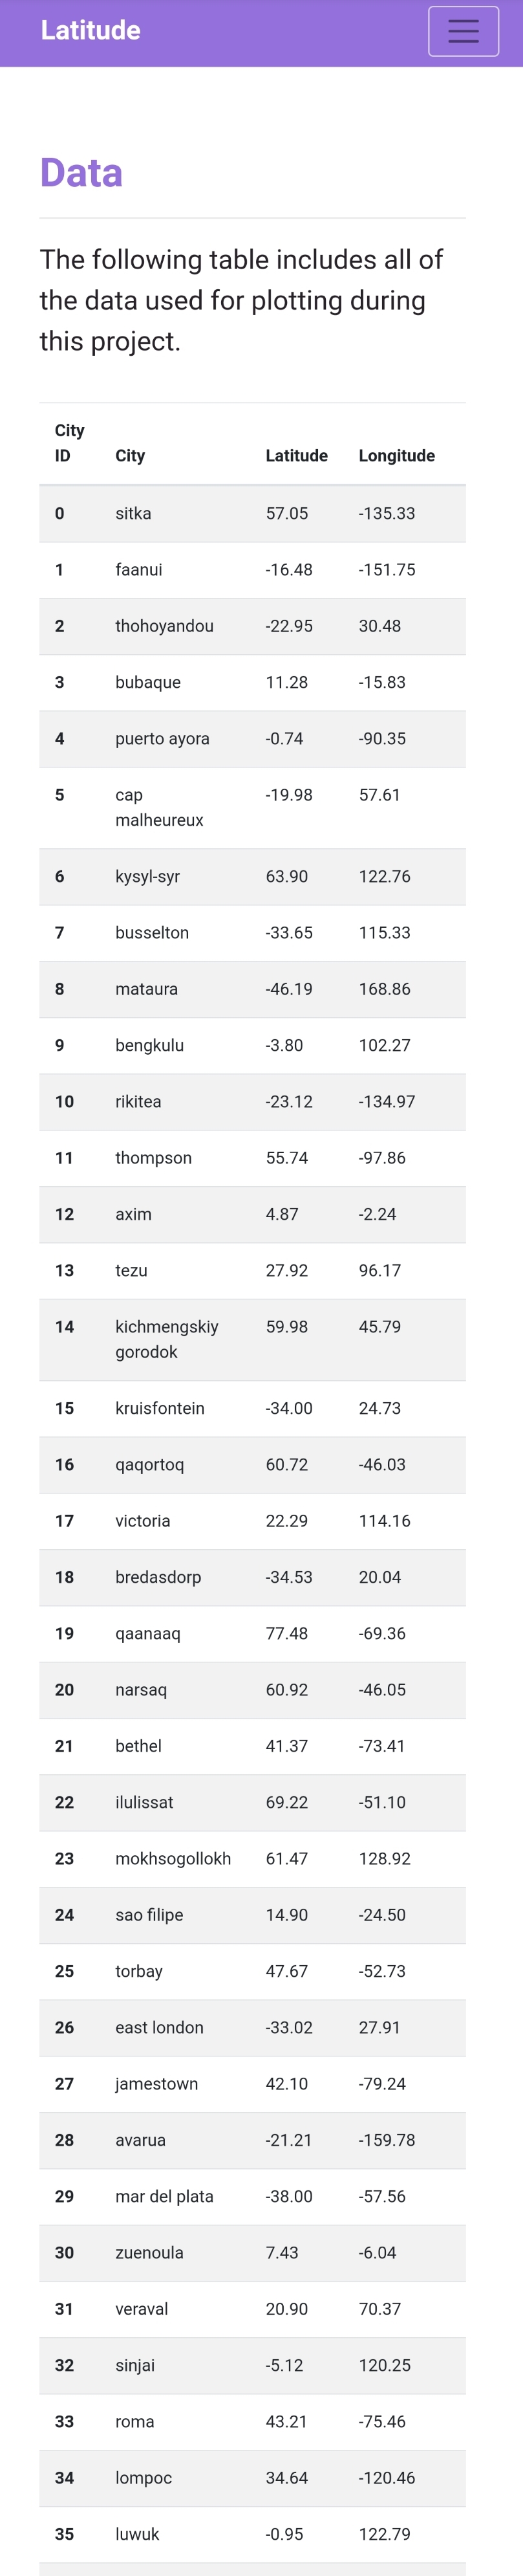 Latitude
Data
The following table includes all of
the data used for plotting during
this project.
City ID City Latitude Longitude
0 sitka 57.05 -135.33
1 faanui -16.48 -151.75
2 thohoyandou -22.95 30.48
3 bubaque 11.28 -15.83
4 puerto ayora -0.74 -90.35
5 cap malheureux -19.98 57.61
6 kysyl-syr 63.90 122.76
7 busselton -33.65 115.33
8 mataura -46.19 168.86
9 bengkulu -3.80 102.27
10 rikitea -23.12 -134.97
11 thompson 55.74 -97.86
12 axim 4.87 -2.24
13 tezu 27.92 96.17
14 kichmengskiy gorodok 59.98 45.79
15 kruisfontein -34.00 24.73
16 qaqortoq 60.72 -46.03
17 victoria 22.29 114.16
18 bredasdorp -34.53 20.04
19 qaanaaq 77.48 -69.36
20 narsaq 60.92 -46.05
21 bethel 41.37 -73.41
22 ilulissat 69.22 -51.10
23 mokhsogollokh 61.47 128.92
24 sao filipe 14.90 -24.50
25 torbay 47.67 -52.73
26 east london -33.02 27.91
27 jamestown 42.10 -79.24
28 avarua -21.21 -159.78
29 mar del plata -38.00 -57.56
30 zuenoula 7.43 -6.04
31 veraval 20.90 70.37
32 sinjai -5.12 120.25
33 roma 43.21 -75.46
34 lompoc 34.64 -120.46
35 luwuk -0.95 122.79